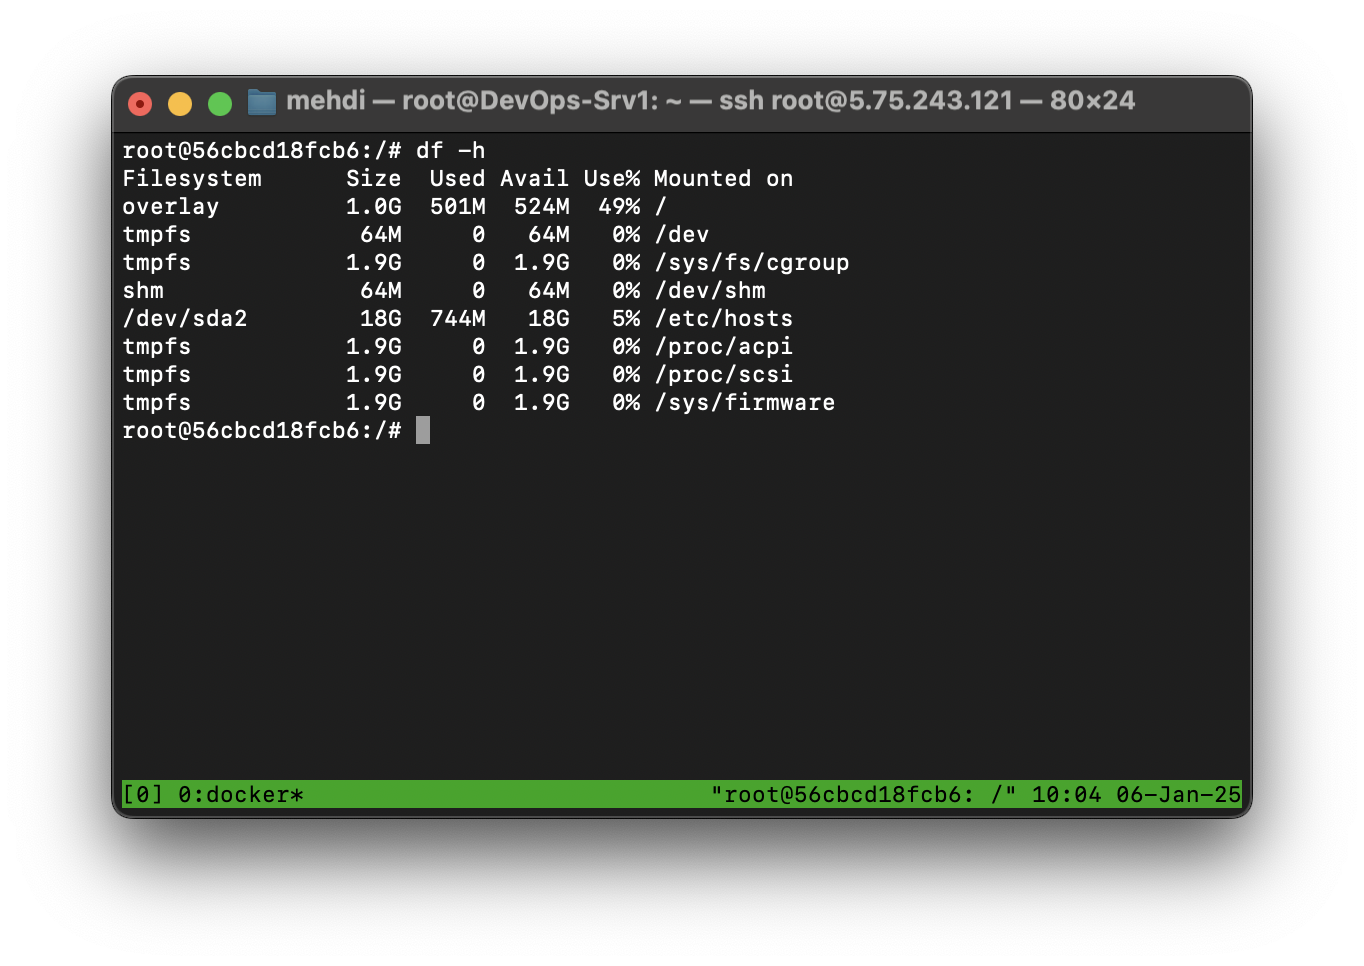 mehdi — root@DevOps-Srv1: ~ — ssh root@5.75.243.121 — 80×24
root@56cbcd18fcb6:/# df -h
Filesystem      Size  Used Avail Use% Mounted on
overlay         1.0G  501M  524M  49% /
tmpfs            64M     0   64M   0% /dev
tmpfs           1.9G     0  1.9G   0% /sys/fs/cgroup
shm              64M     0   64M   0% /dev/shm
/dev/sda2        18G  744M   18G   5% /etc/hosts
tmpfs           1.9G     0  1.9G   0% /proc/acpi
tmpfs           1.9G     0  1.9G   0% /proc/scsi
tmpfs           1.9G     0  1.9G   0% /sys/firmware
root@56cbcd18fcb6:/#
[0] 0:docker*                             "root@56cbcd18fcb6: /" 10:04 06-Jan-25